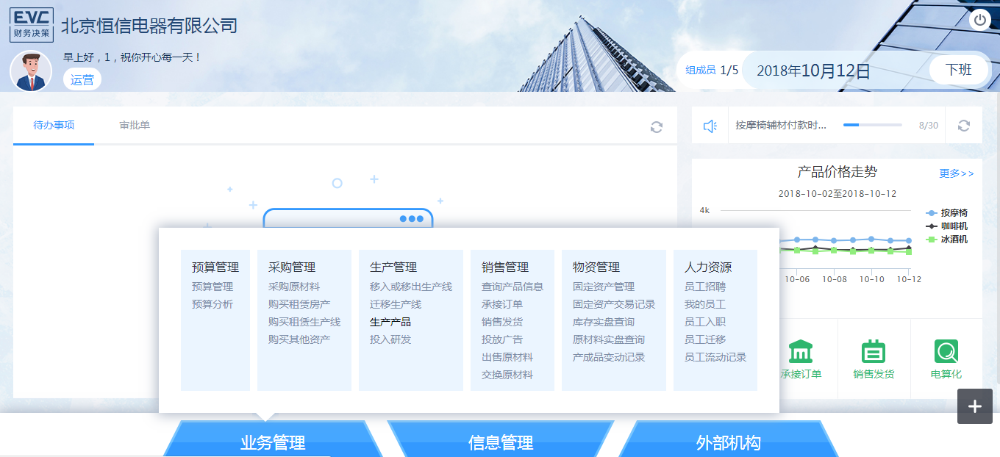 EVC
财务决策
北京恒信电器有限公司
早上好，1，祝你开心每一天！
运营
组成员 1/5
2018年10月12日
下班
待办事项
审批单
按摩椅辅材付款时...
8/30
产品价格走势
更多>>
2018-10-02至2018-10-12
4k
按摩椅
咖啡机
冰酒机
10-06 10-08 10-10 10-12
预算管理
预算管理
预算分析
采购管理
采购原材料
购买租赁房产
购买租赁生产线
购买其他资产
生产管理
移入或移出生产线
迁移生产线
生产产品
投入研发
销售管理
查询产品信息
承接订单
销售发货
投放广告
出售原材料
交换原材料
物资管理
固定资产管理
固定资产交易记录
库存实盘查询
原材料实盘查询
产成品变动记录
人力资源
员工招聘
我的员工
员工入职
员工迁移
员工流动记录
承接订单
销售发货
电算化
业务管理
信息管理
外部机构